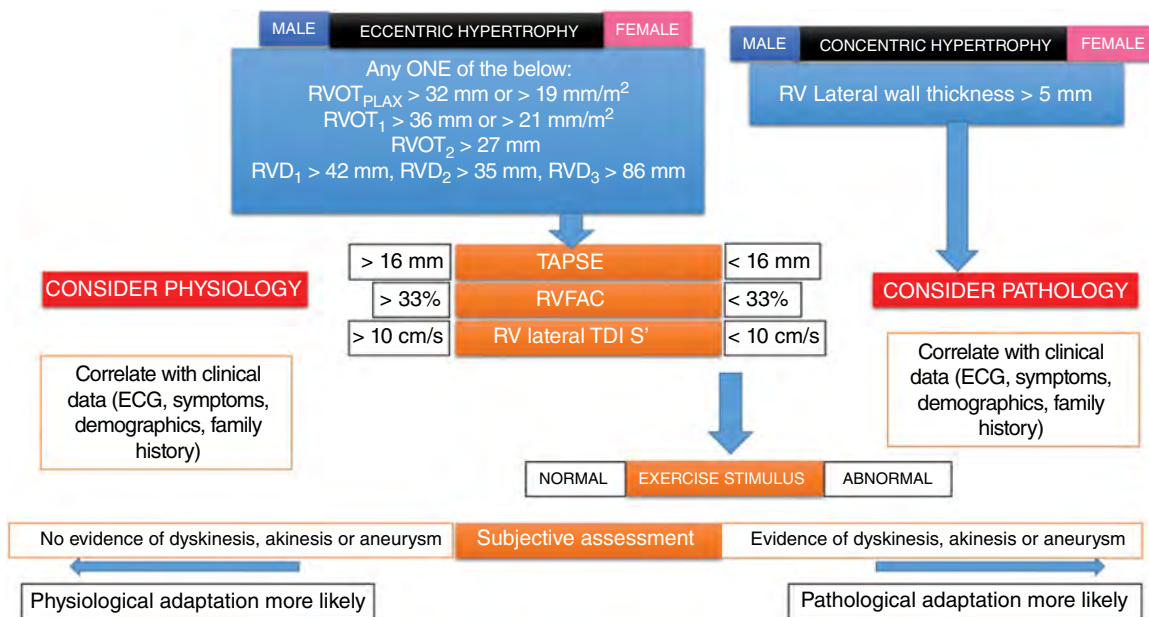 MALE ECCENTRIC HYPERTROPHY FEMALE
Any ONE of the below:
RVOT_PLAX > 32 mm or > 19 mm/m²
RVOT₁ > 36 mm or > 21 mm/m²
RVOT₂ > 27 mm
RVD₁ > 42 mm, RVD₂ > 35 mm, RVD₃ > 86 mm
MALE CONCENTRIC HYPERTROPHY FEMALE
RV Lateral wall thickness > 5 mm
> 16 mm TAPSE < 16 mm
> 33% RVFAC < 33%
> 10 cm/s RV lateral TDI S’ < 10 cm/s
CONSIDER PHYSIOLOGY
Correlate with clinical
data (ECG, symptoms,
demographics, family
history)
CONSIDER PATHOLOGY
Correlate with clinical
data (ECG, symptoms,
demographics, family
history)
NORMAL EXERCISE STIMULUS ABNORMAL
No evidence of dyskinesis, akinesis or aneurysm Subjective assessment Evidence of dyskinesis, akinesis or aneurysm
Physiological adaptation more likely
Pathological adaptation more likely